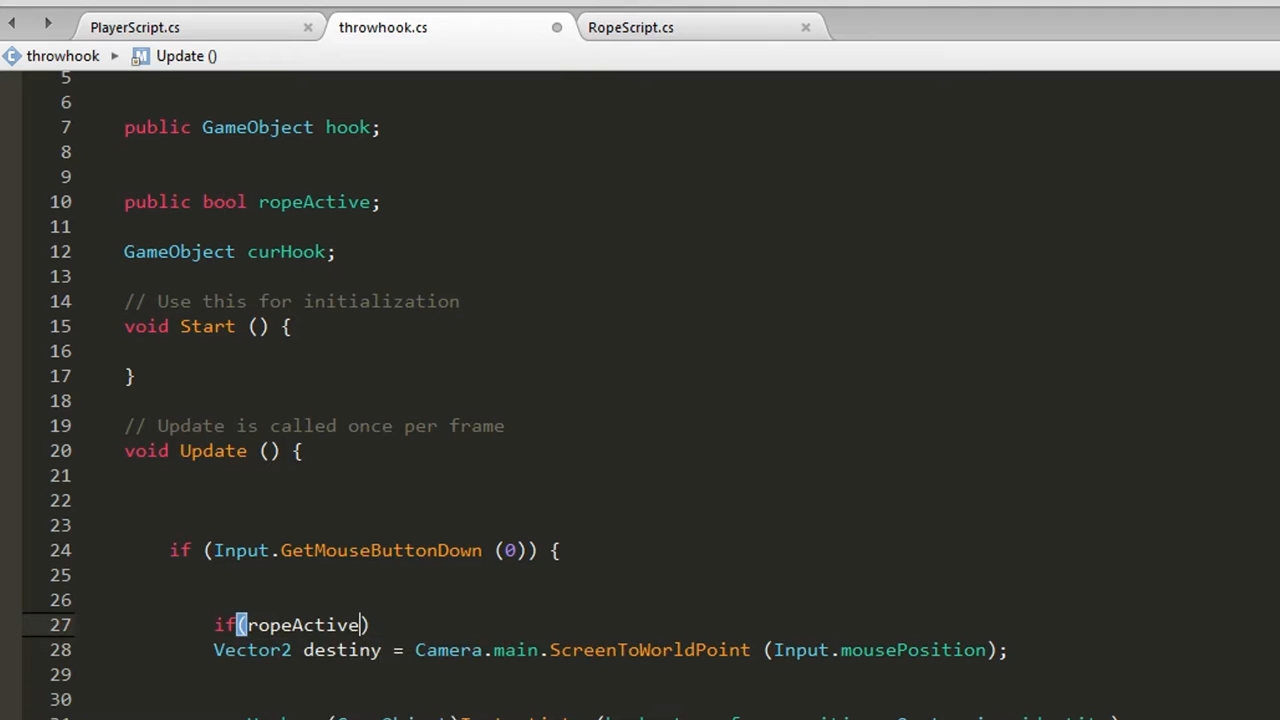 PlayerScript.cs × throwhook.cs RopeScript.cs ×
throwhook Update ()
5
6
7 public GameObject hook;
8
9
10 public bool ropeActive;
11
12 GameObject curHook;
13
14 // Use this for initialization
15 void Start () {
16
17 }
18
19 // Update is called once per frame
20 void Update () {
21
22
23
24 if (Input.GetMouseButtonDown (0)) {
25
26
27 if(ropeActive)
28 Vector2 destiny = Camera.main.ScreenToWorldPoint (Input.mousePosition);
29
30